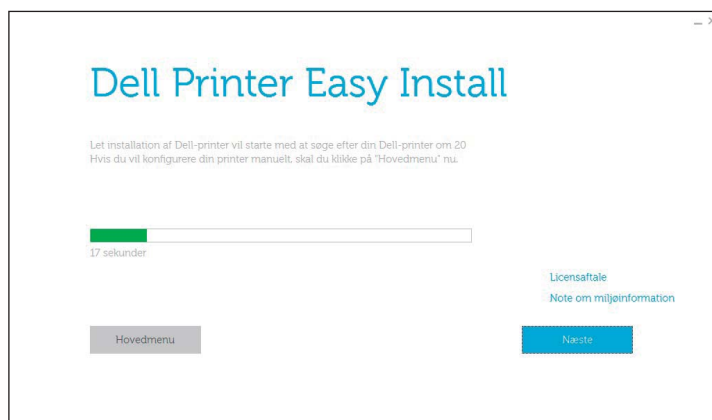 Dell Printer Easy Install
Let installation af Dell-printer vil starte med at søge efter din Dell-printer om 20
Hvis du vil konfigurere din printer manuelt, skal du klikke på "Hovedmenu" nu.
17 sekunder
Licensaftale
Note om miljøinformation
Hovedmenu
Næste